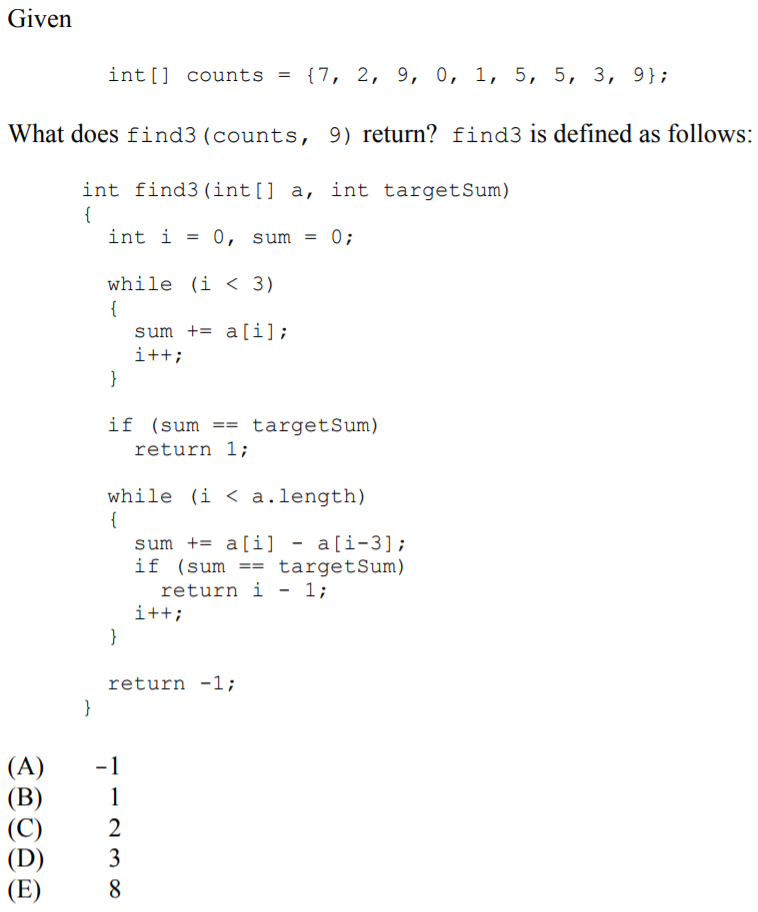 Given
int[] counts = {7, 2, 9, 0, 1, 5, 5, 3, 9};
What does find3(counts, 9) return? find3 is defined as follows:
int find3(int[] a, int targetSum)
{
int i = 0, sum = 0;
while (i < 3)
{
sum += a[i];
i++;
}
if (sum == targetSum)
return 1;
while (i < a.length)
{
sum += a[i] - a[i-3];
if (sum == targetSum)
return i - 1;
i++;
}
return -1;
}
(A) -1
(B) 1
(C) 2
(D) 3
(E) 8